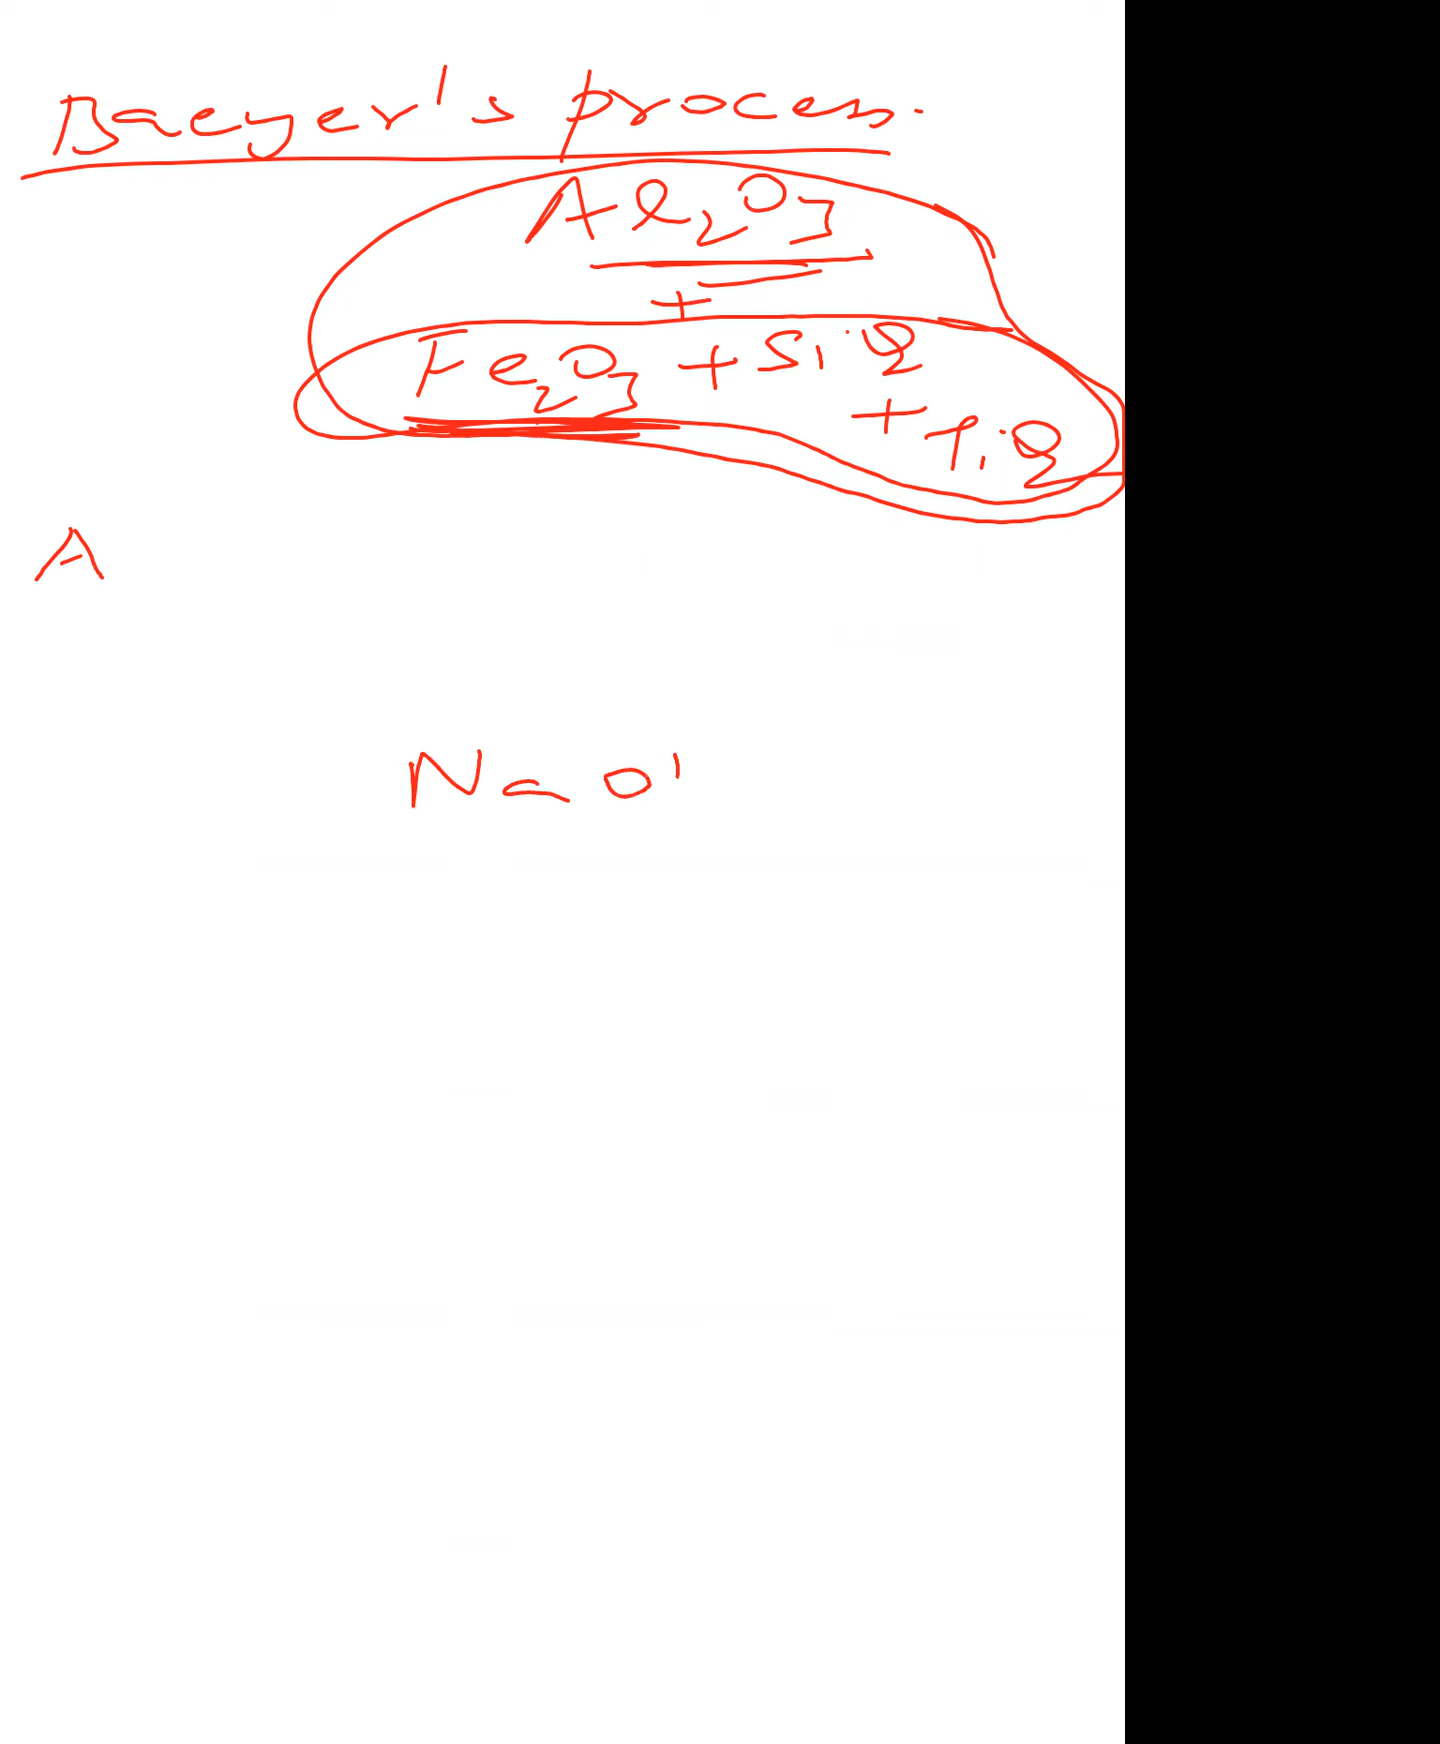 Baeyer's process.
Al₂O₃
+
Fe₂O₃ + SiO₂
+ TiO₂
A
NaO